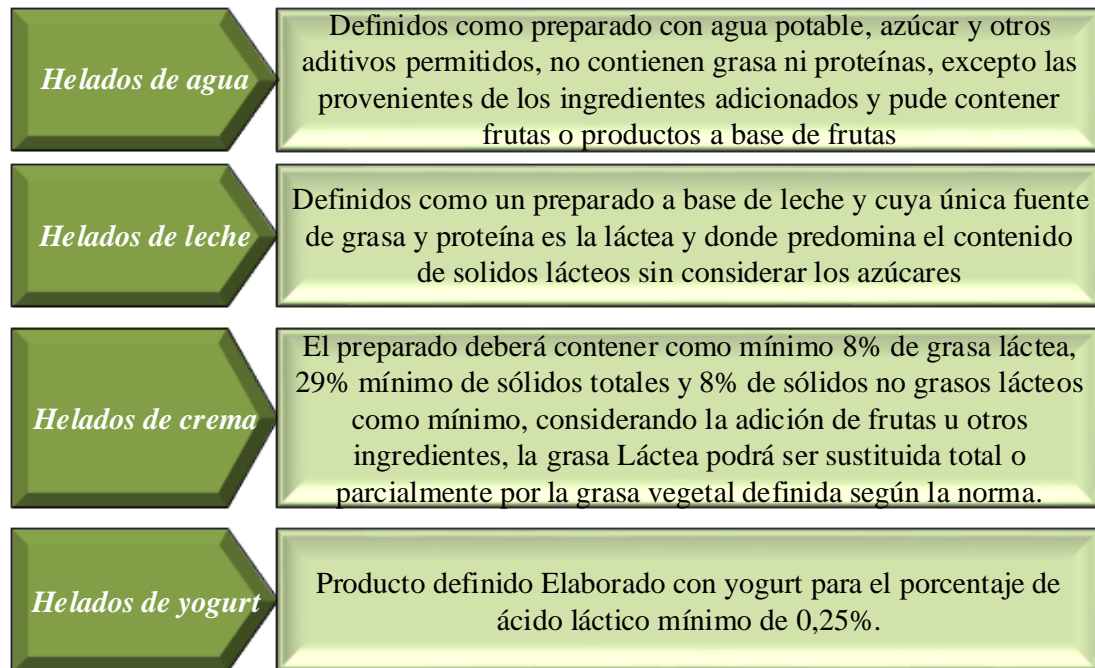 Helados de agua
Definidos como preparado con agua potable, azúcar y otros
aditivos permitidos, no contienen grasa ni proteínas, excepto las
provenientes de los ingredientes adicionados y pude contener
frutas o productos a base de frutas
Helados de leche
Definidos como un preparado a base de leche y cuya única fuente
de grasa y proteína es la láctea y donde predomina el contenido
de solidos lácteos sin considerar los azúcares
Helados de crema
El preparado deberá contener como mínimo 8% de grasa láctea,
29% mínimo de sólidos totales y 8% de sólidos no grasos lácteos
como mínimo, considerando la adición de frutas u otros
ingredientes, la grasa Láctea podrá ser sustituida total o
parcialmente por la grasa vegetal definida según la norma.
Helados de yogurt
Producto definido Elaborado con yogurt para el porcentaje de
ácido láctico mínimo de 0,25%.